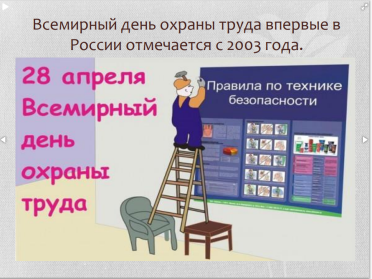 Всемирный день охраны труда впервые в
России отмечается с 2003 года.
28 апреля
Всемирный
день
охраны
труда
Правила по технике
безопасности